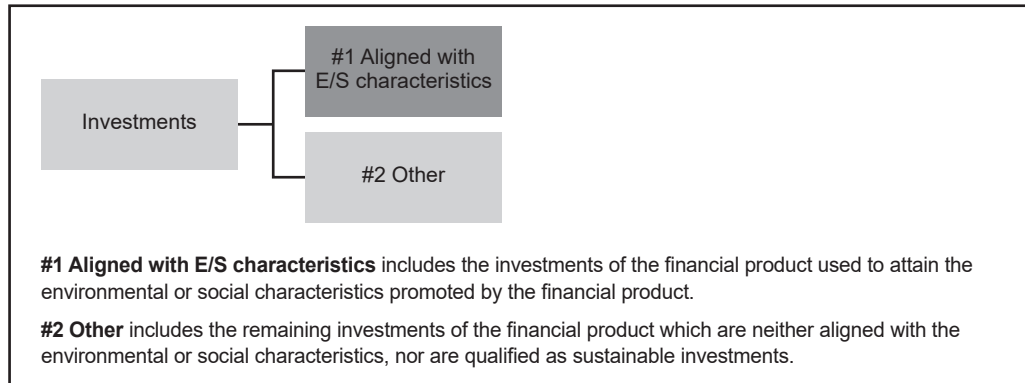 #1 Aligned with
E/S characteristics
Investments
#2 Other
#1 Aligned with E/S characteristics includes the investments of the financial product used to attain the
environmental or social characteristics promoted by the financial product.
#2 Other includes the remaining investments of the financial product which are neither aligned with the
environmental or social characteristics, nor are qualified as sustainable investments.